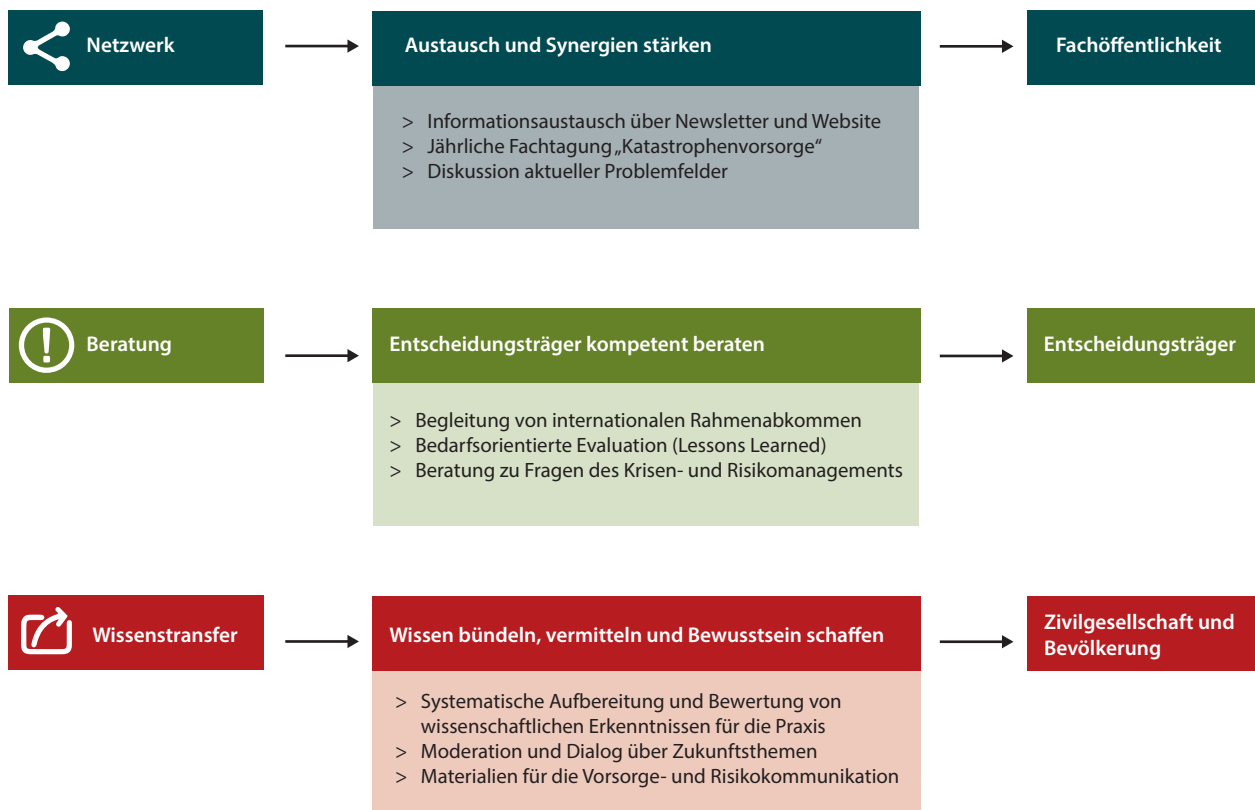 Netzwerk
Austausch und Synergien stärken
Fachöffentlichkeit
> Informationsaustausch über Newsletter und Website
> Jährliche Fachtagung „Katastrophenvorsorge“
> Diskussion aktueller Problemfelder
Beratung
Entscheidungsträger kompetent beraten
Entscheidungsträger
> Begleitung von internationalen Rahmenabkommen
> Bedarfsorientierte Evaluation (Lessons Learned)
> Beratung zu Fragen des Krisen- und Risikomanagements
Wissenstransfer
Wissen bündeln, vermitteln und Bewusstsein schaffen
Zivilgesellschaft und
Bevölkerung
> Systematische Aufbereitung und Bewertung von
wissenschaftlichen Erkenntnissen für die Praxis
> Moderation und Dialog über Zukunftsthemen
> Materialien für die Vorsorge- und Risikokommunikation